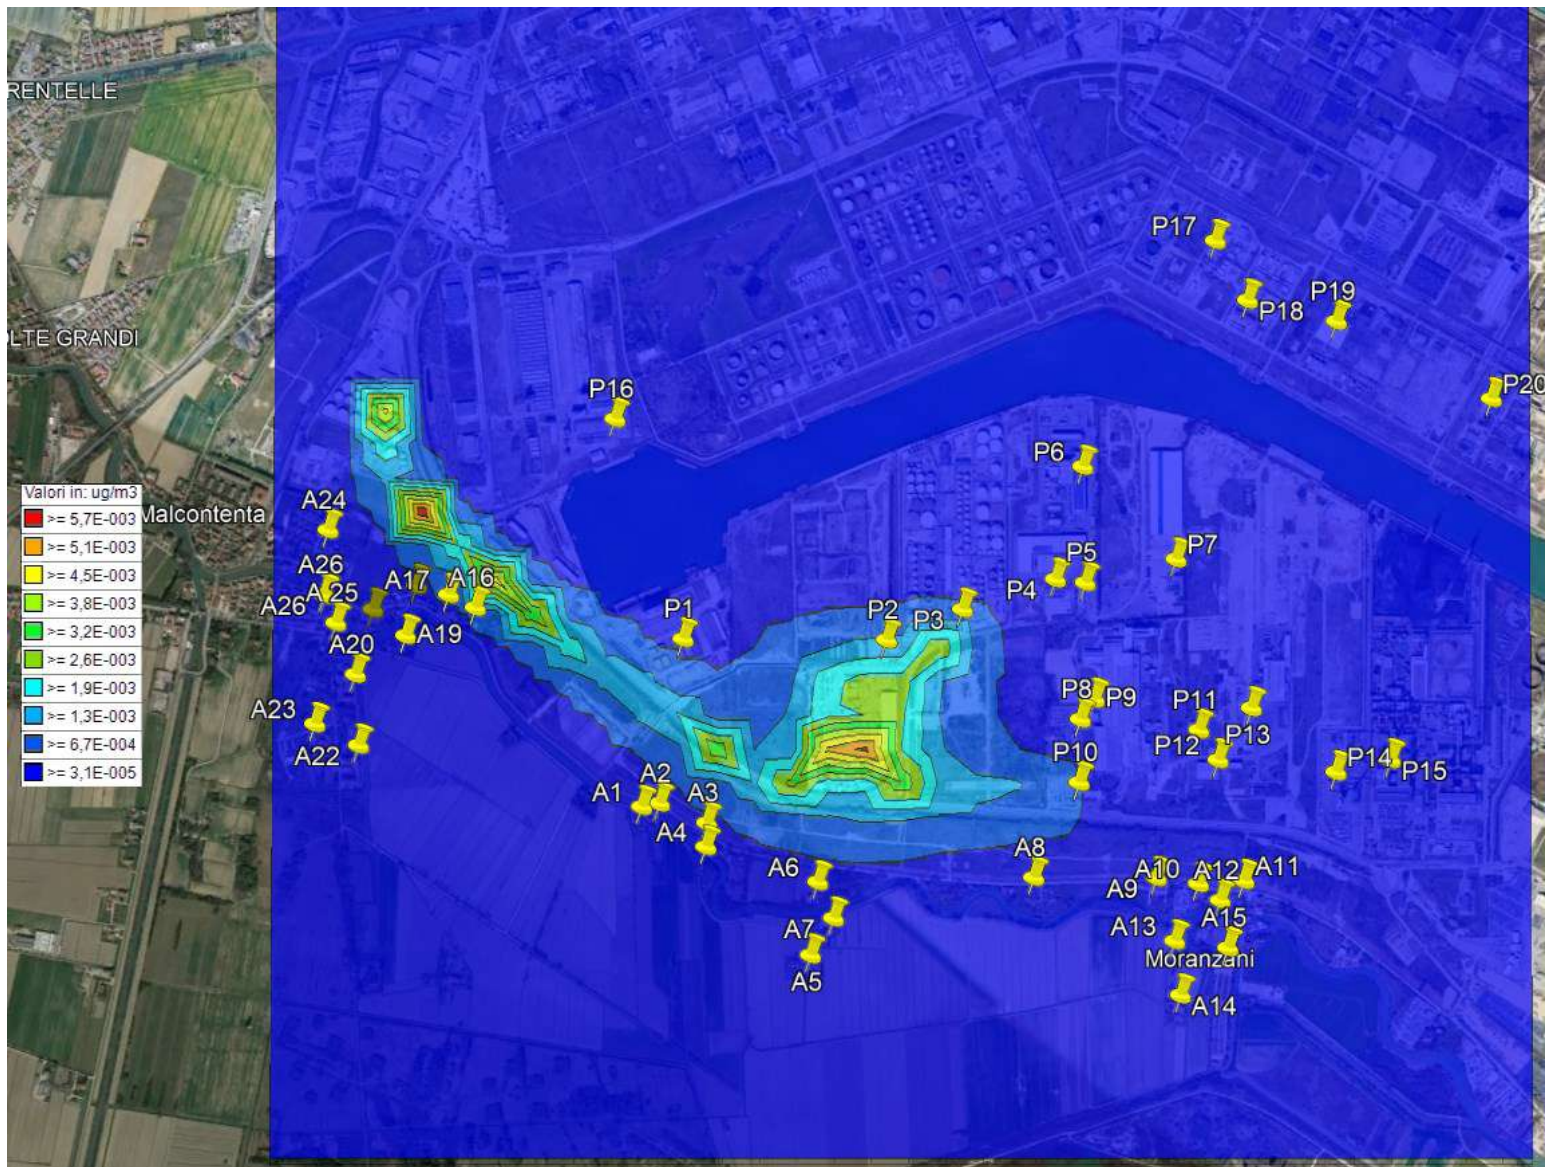 RENTELLE
P17
P18
P19
OLTE GRANDI
P16
P20
P6
Valori in: ug/m3
>= 5,7E-003
>= 5,1E-003
>= 4,5E-003
>= 3,8E-003
>= 3,2E-003
>= 2,6E-003
>= 1,9E-003
>= 1,3E-003
>= 6,7E-004
>= 3,1E-005
Malcontenta
A24
P7
P5
P4
A26
A25
A26
A17
A16
A19
A20
P1
P2
P3
A23
A22
P8
P9
P11
P12
P13
P10
P14
P15
A1
A2
A3
A4
A6
A8
A10
A12
A11
A9
A7
A15
A13
Moranzani
A5
A14